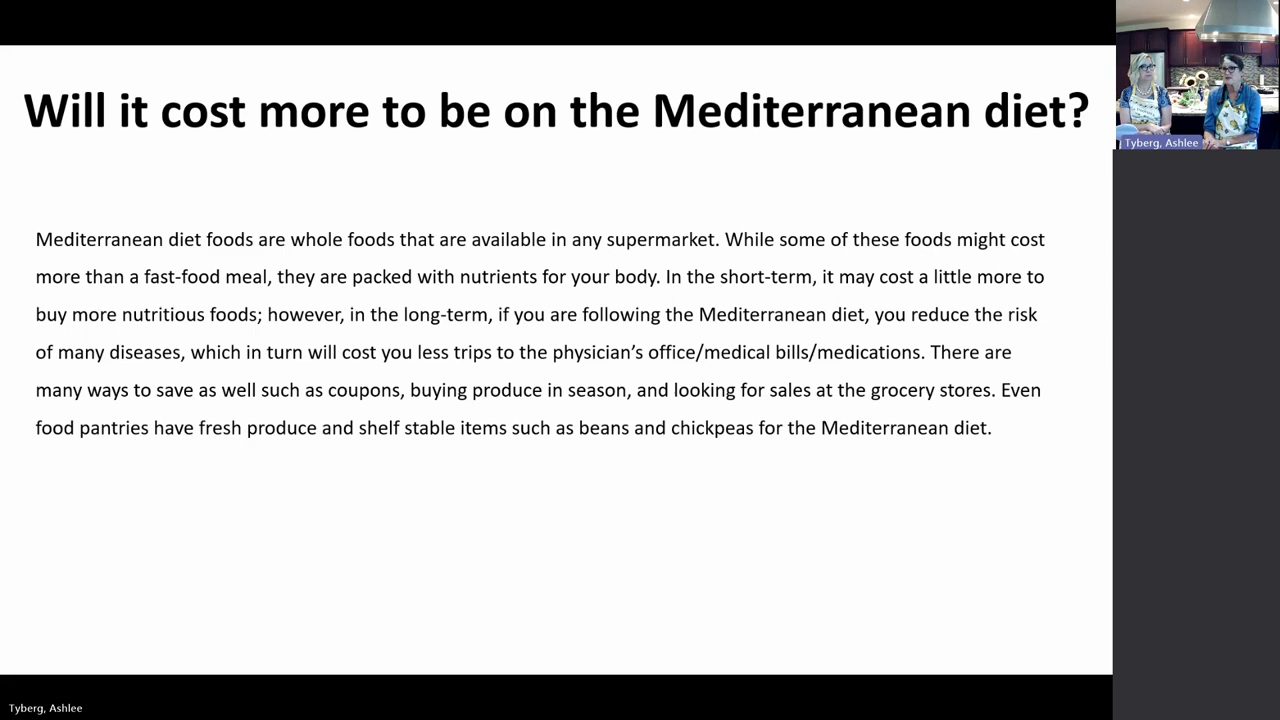 Will it cost more to be on the Mediterranean diet?
Mediterranean diet foods are whole foods that are available in any supermarket. While some of these foods might cost
more than a fast-food meal, they are packed with nutrients for your body. In the short-term, it may cost a little more to
buy more nutritious foods; however, in the long-term, if you are following the Mediterranean diet, you reduce the risk
of many diseases, which in turn will cost you less trips to the physician’s office/medical bills/medications. There are
many ways to save as well such as coupons, buying produce in season, and looking for sales at the grocery stores. Even
food pantries have fresh produce and shelf stable items such as beans and chickpeas for the Mediterranean diet.
Tyberg, Ashlee
Tyberg, Ashlee